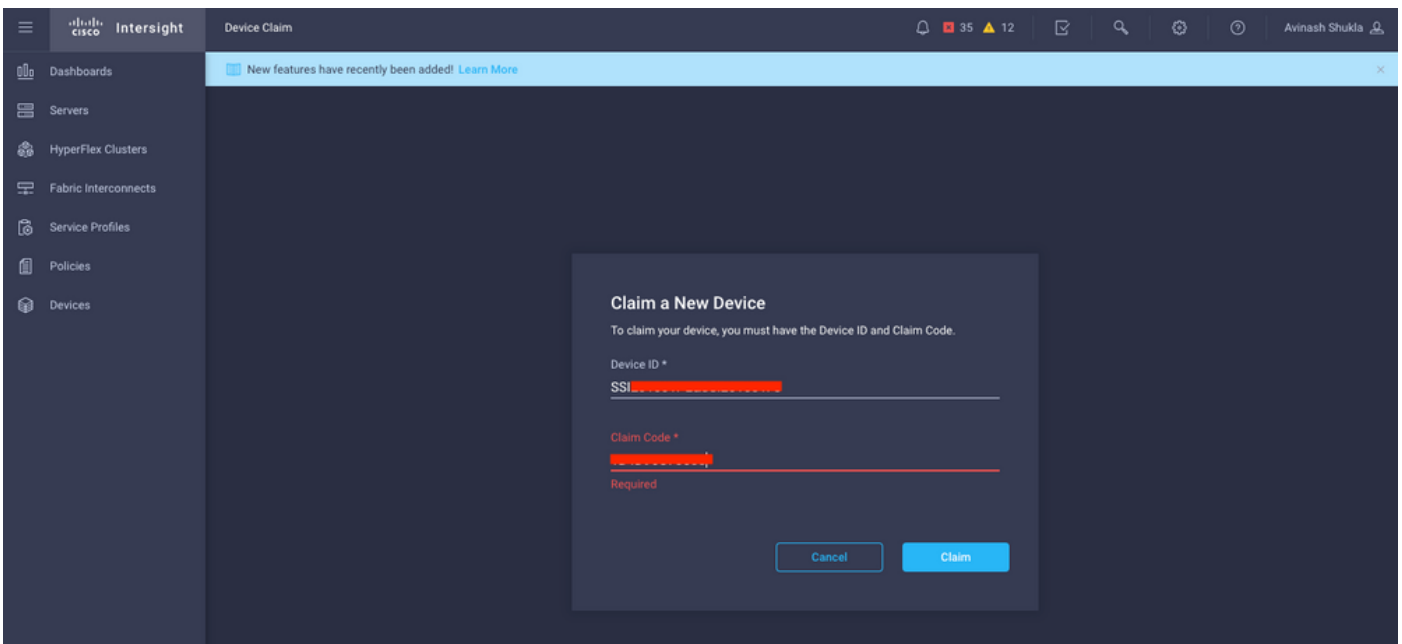 cisco Intersight
Device Claim
35
12
Avinash Shukla
Dashboards
New features have recently been added! Learn More
Servers
HyperFlex Clusters
Fabric Interconnects
Service Profiles
Policies
Devices
Claim a New Device
To claim your device, you must have the Device ID and Claim Code.
Device ID *
SSI
Claim Code *
Required
Cancel
Claim